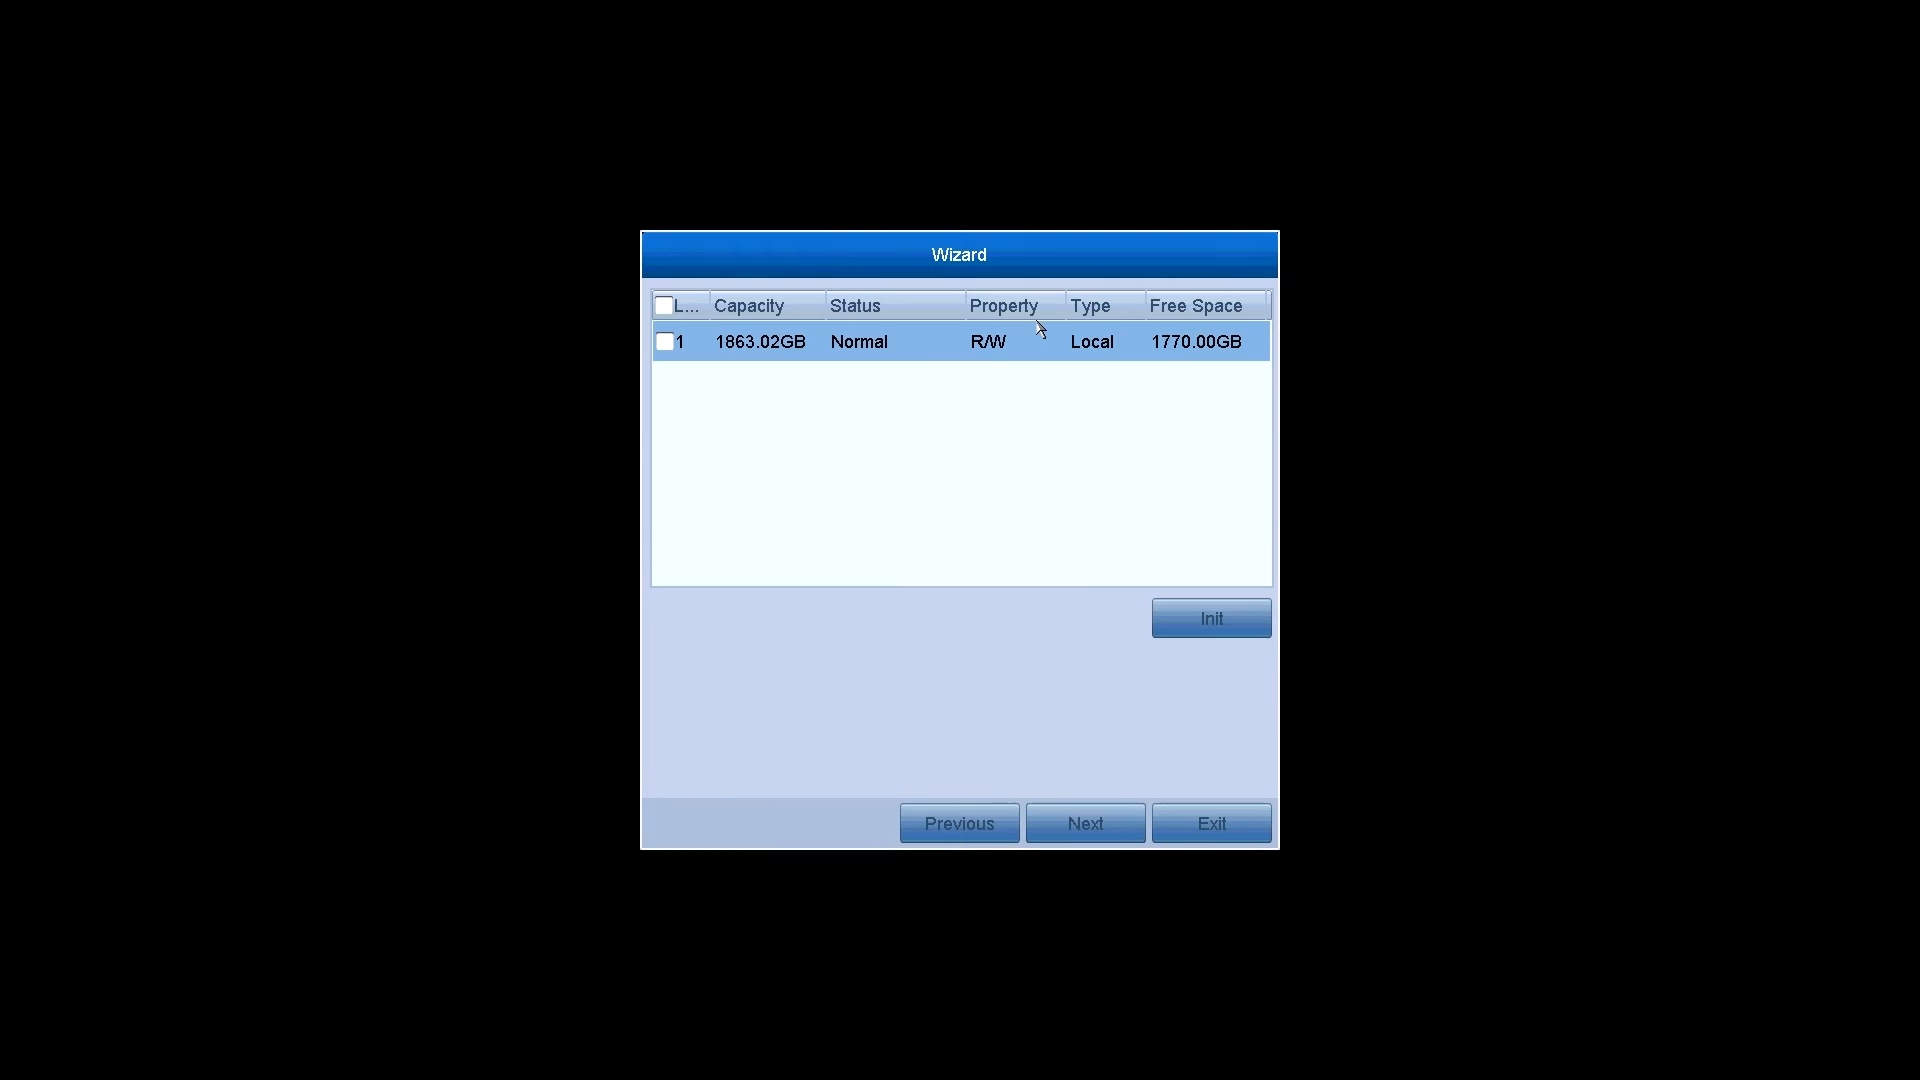 Wizard
L... Capacity Status Property Type Free Space
1 1863.02GB Normal R/W Local 1770.00GB
Init
Previous Next Exit